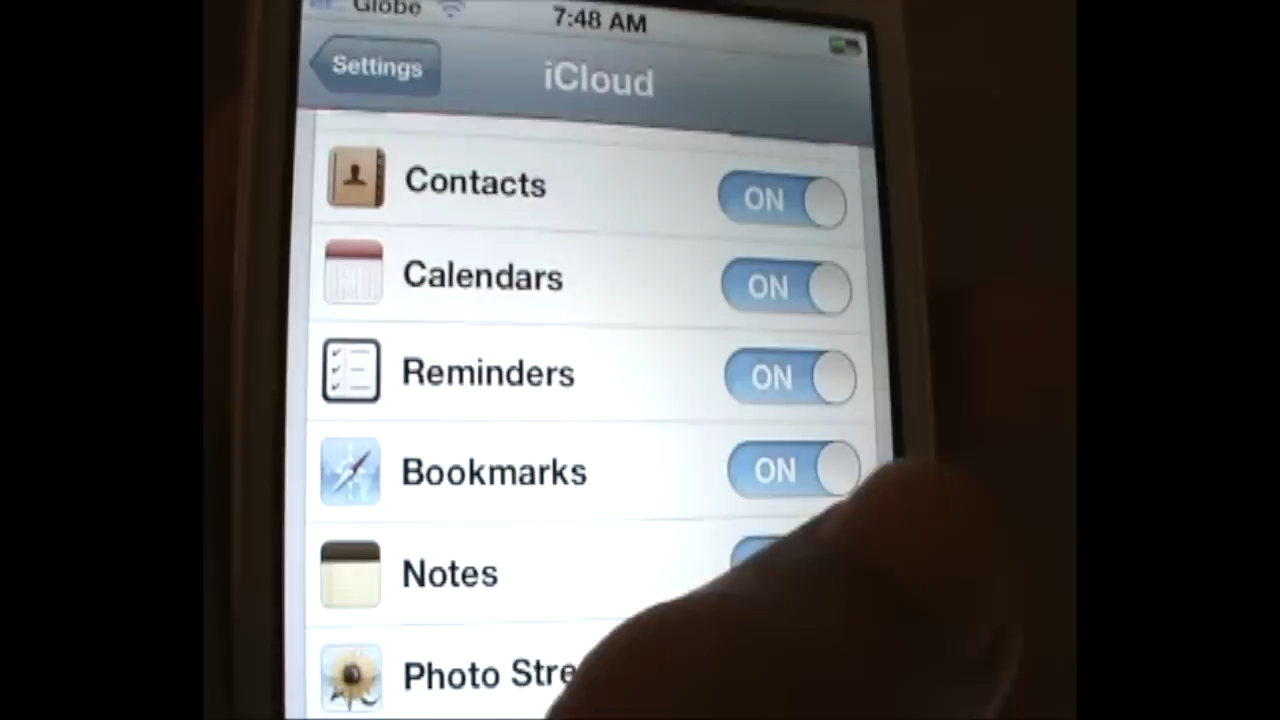 Globe 7:48 AM
Settings
iCloud
Contacts ON
Calendars ON
Reminders ON
Bookmarks ON
Notes
Photo Stre